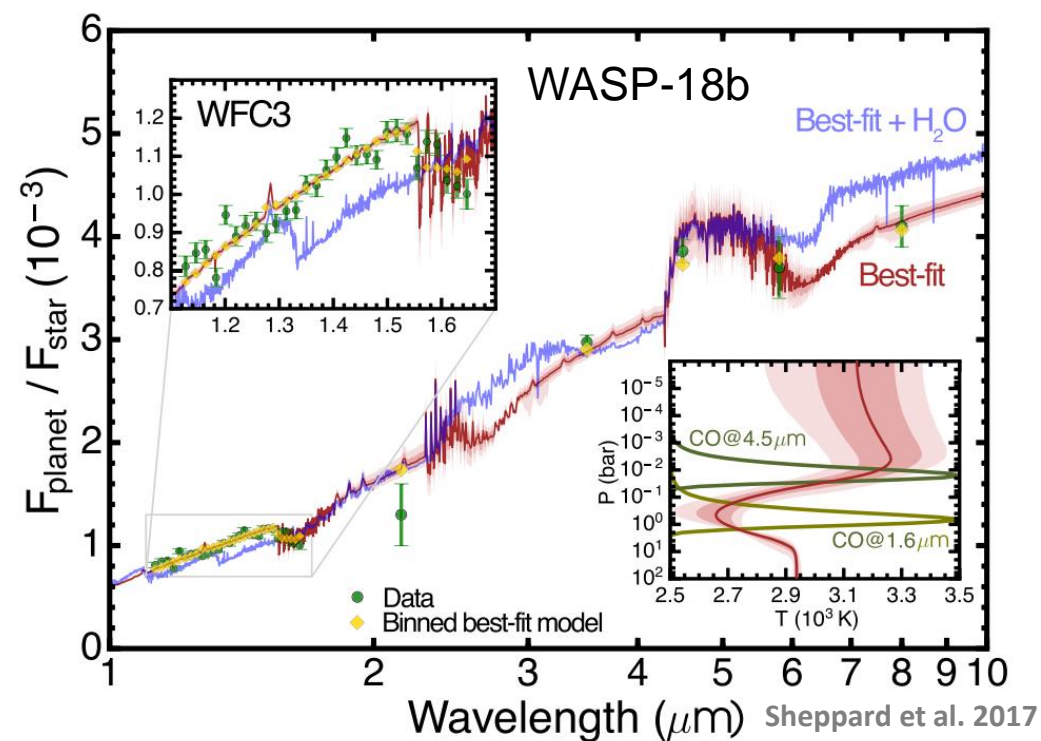 WASP-18b
WFC3
1.2
1.1
1.0
0.9
0.8
0.7
1.2 1.3 1.4 1.5 1.6
Best-fit + H₂O
Best-fit
6
5
4
3
2
1
0
F_planet / F_star (10⁻³)
10⁻⁵
10⁻⁴
10⁻³
10⁻²
10⁻¹
10⁰
10¹
10²
P (bar)
CO@4.5μm
CO@1.6μm
2.5 2.7 2.9 3.1 3.3 3.5
T (10³ K)
Data
Binned best-fit model
1 2 3 4 5 6 7 8 9 10
Wavelength (μm)
Sheppard et al. 2017